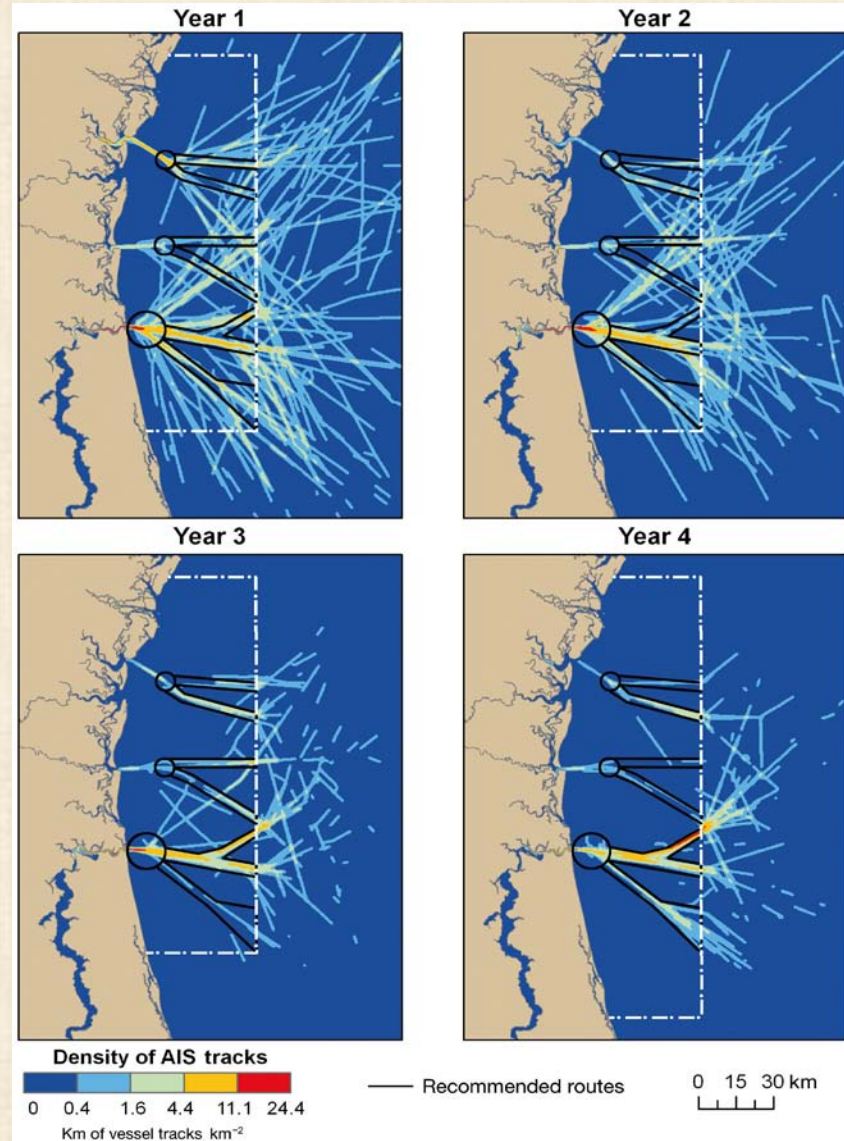 Year 1
Year 2
Year 3
Year 4
Density of AIS tracks
0 0.4 1.6 4.4 11.1 24.4
Km of vessel tracks km⁻²
Recommended routes
0 15 30 km